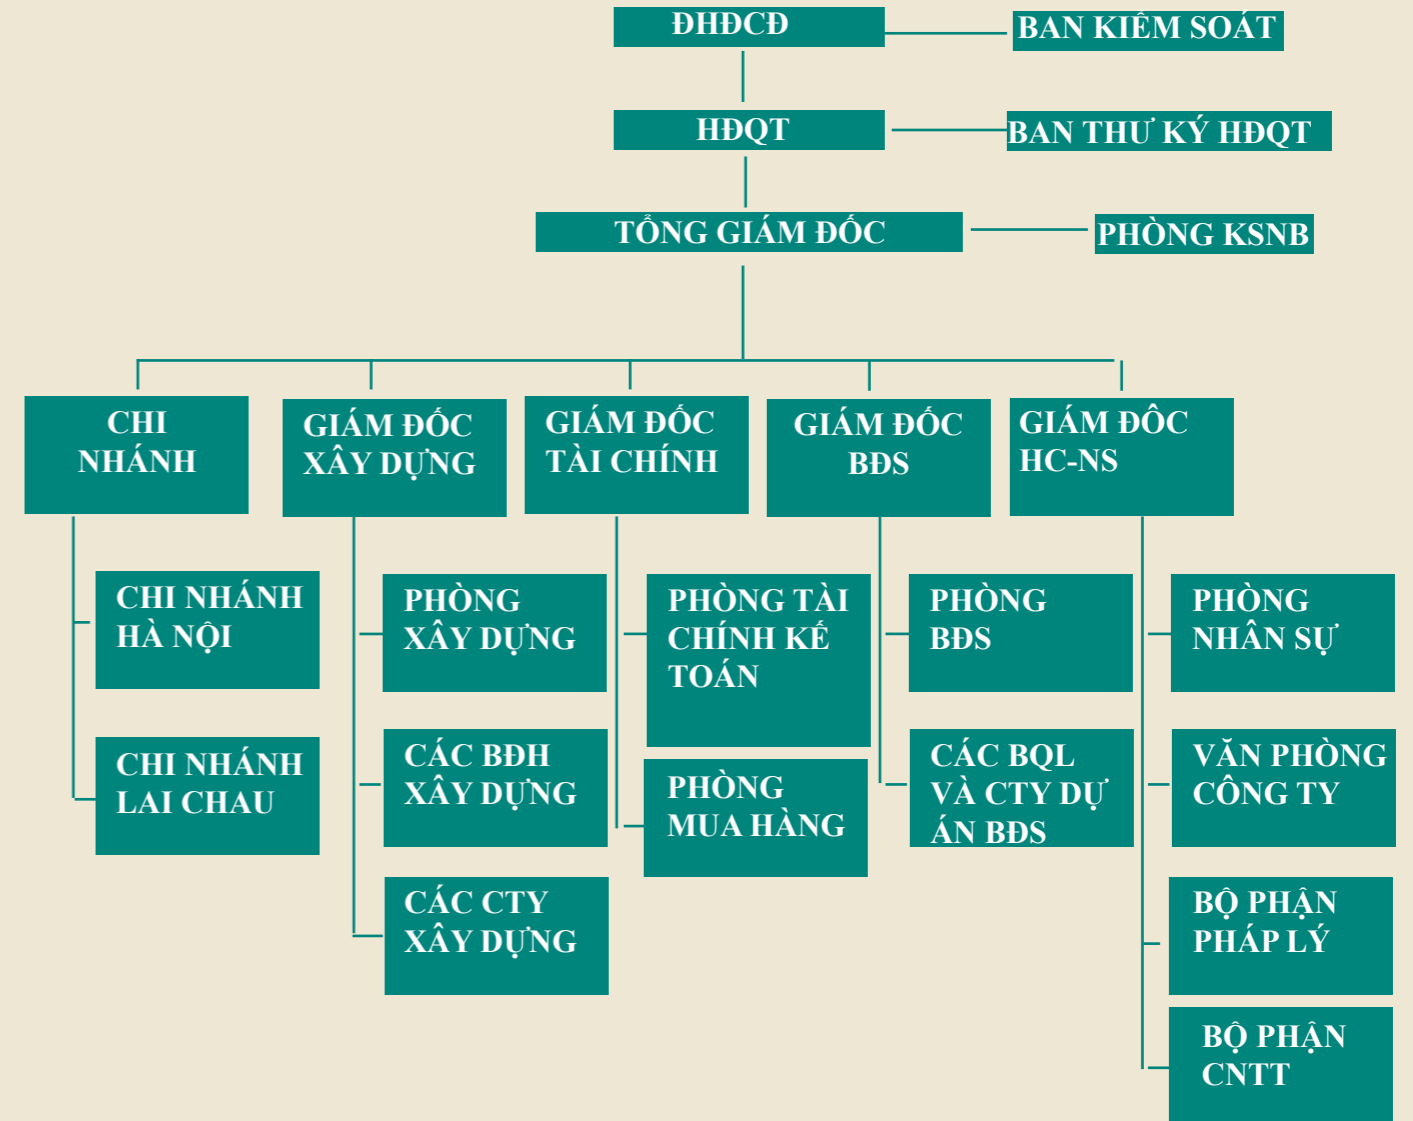 ĐHĐCĐ
BAN KIỂM SOÁT
HĐQT
BAN THƯ KÝ HĐQT
TỔNG GIÁM ĐỐC
PHÒNG KSNB
CHI
NHÁNH
GIÁM ĐỐC
XÂY DỰNG
GIÁM ĐỐC
TÀI CHÍNH
GIÁM ĐỐC
BĐS
GIÁM ĐÔC
HC-NS
CHI NHÁNH
HÀ NỘI
CHI NHÁNH
LAI CHAU
PHÒNG
XÂY DỰNG
CÁC BĐH
XÂY DỰNG
CÁC CTY
XÂY DỰNG
PHÒNG TÀI
CHÍNH KẾ
TOÁN
PHÒNG
MUA HÀNG
PHÒNG
BĐS
CÁC BQL
VÀ CTY DỰ
ÁN BĐS
PHÒNG
NHÂN SỰ
VĂN PHÒNG
CÔNG TY
BỘ PHẬN
PHÁP LÝ
BỘ PHẬN
CNTT